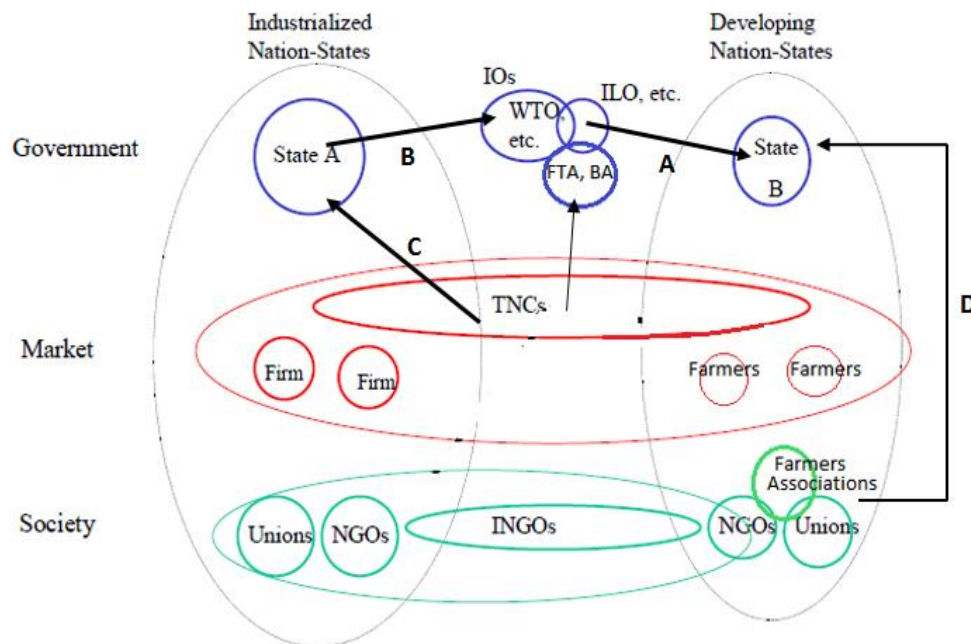 Industrialized
Nation-States
Developing
Nation-States
IOs
ILO, etc.
WTO,
etc.
Government
State A
B
A
State
B
FTA, BA
C
TNCs
D
Market
Firm
Firm
Farmers
Farmers
Farmers
Associations
Society
Unions
NGOs
INGOs
NGOs
Unions